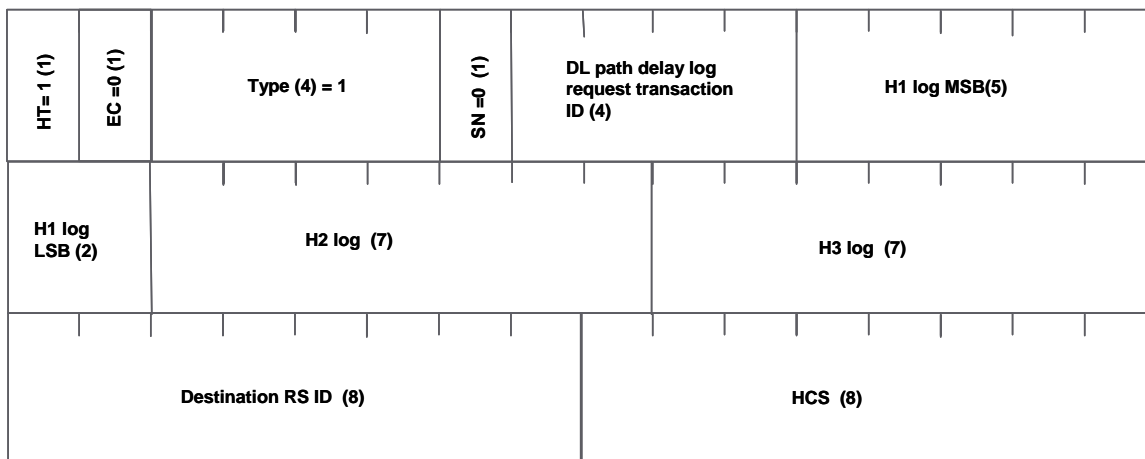 HT= 1 (1)
EC =0 (1)
Type (4) = 1
SN =0 (1)
DL path delay log
request transaction
ID (4)
H1 log MSB(5)
H1 log
LSB (2)
H2 log (7)
H3 log (7)
Destination RS ID (8)
HCS (8)